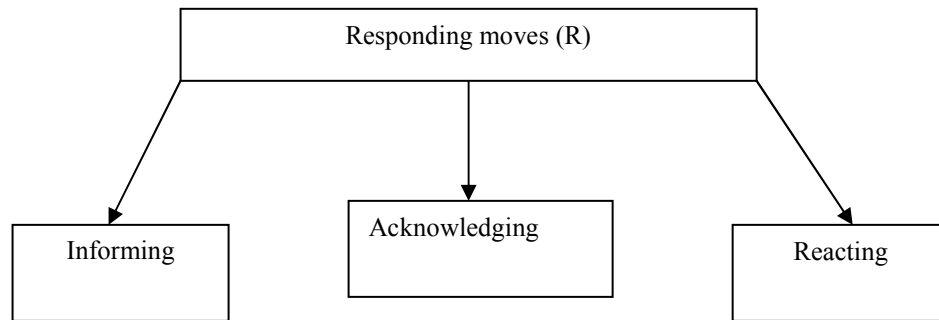 Responding moves (R)
Informing
Acknowledging
Reacting